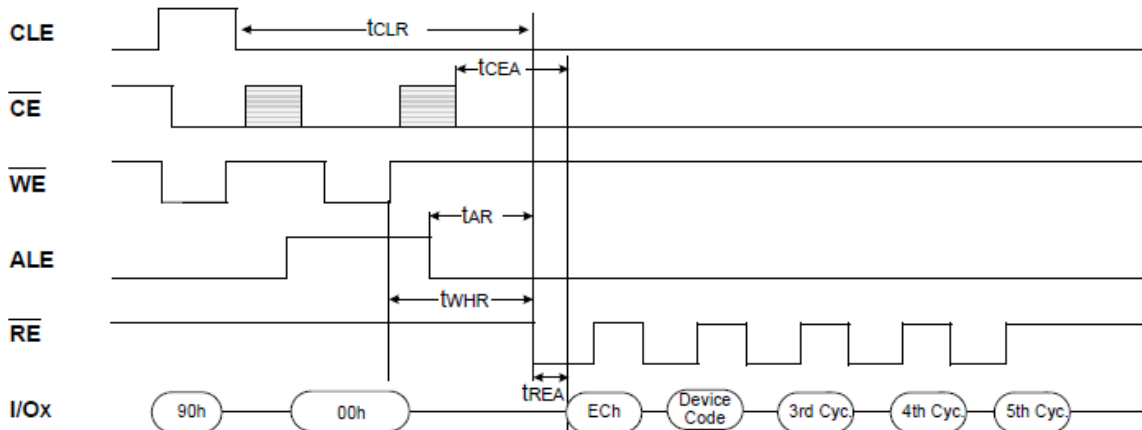 CLE
tCLR
tCEA
CE
WE
tAR
ALE
tWHR
RE
tREA
I/Ox
90h
00h
ECh
Device
Code
3rd Cyc.
4th Cyc.
5th Cyc.